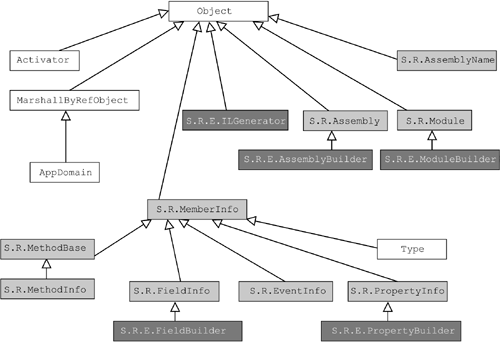 Object
Activator
S.R.AssemblyName
MarshallByRefObject
S.R.E.ILGenerator
S.R.Assembly
S.R.Module
AppDomain
S.R.E.AssemblyBuilder
S.R.E.ModuleBuilder
S.R.MemberInfo
S.R.MethodBase
Type
S.R.MethodInfo
S.R.FieldInfo
S.R.EventInfo
S.R.PropertyInfo
S.R.E.FieldBuilder
S.R.E.PropertyBuilder